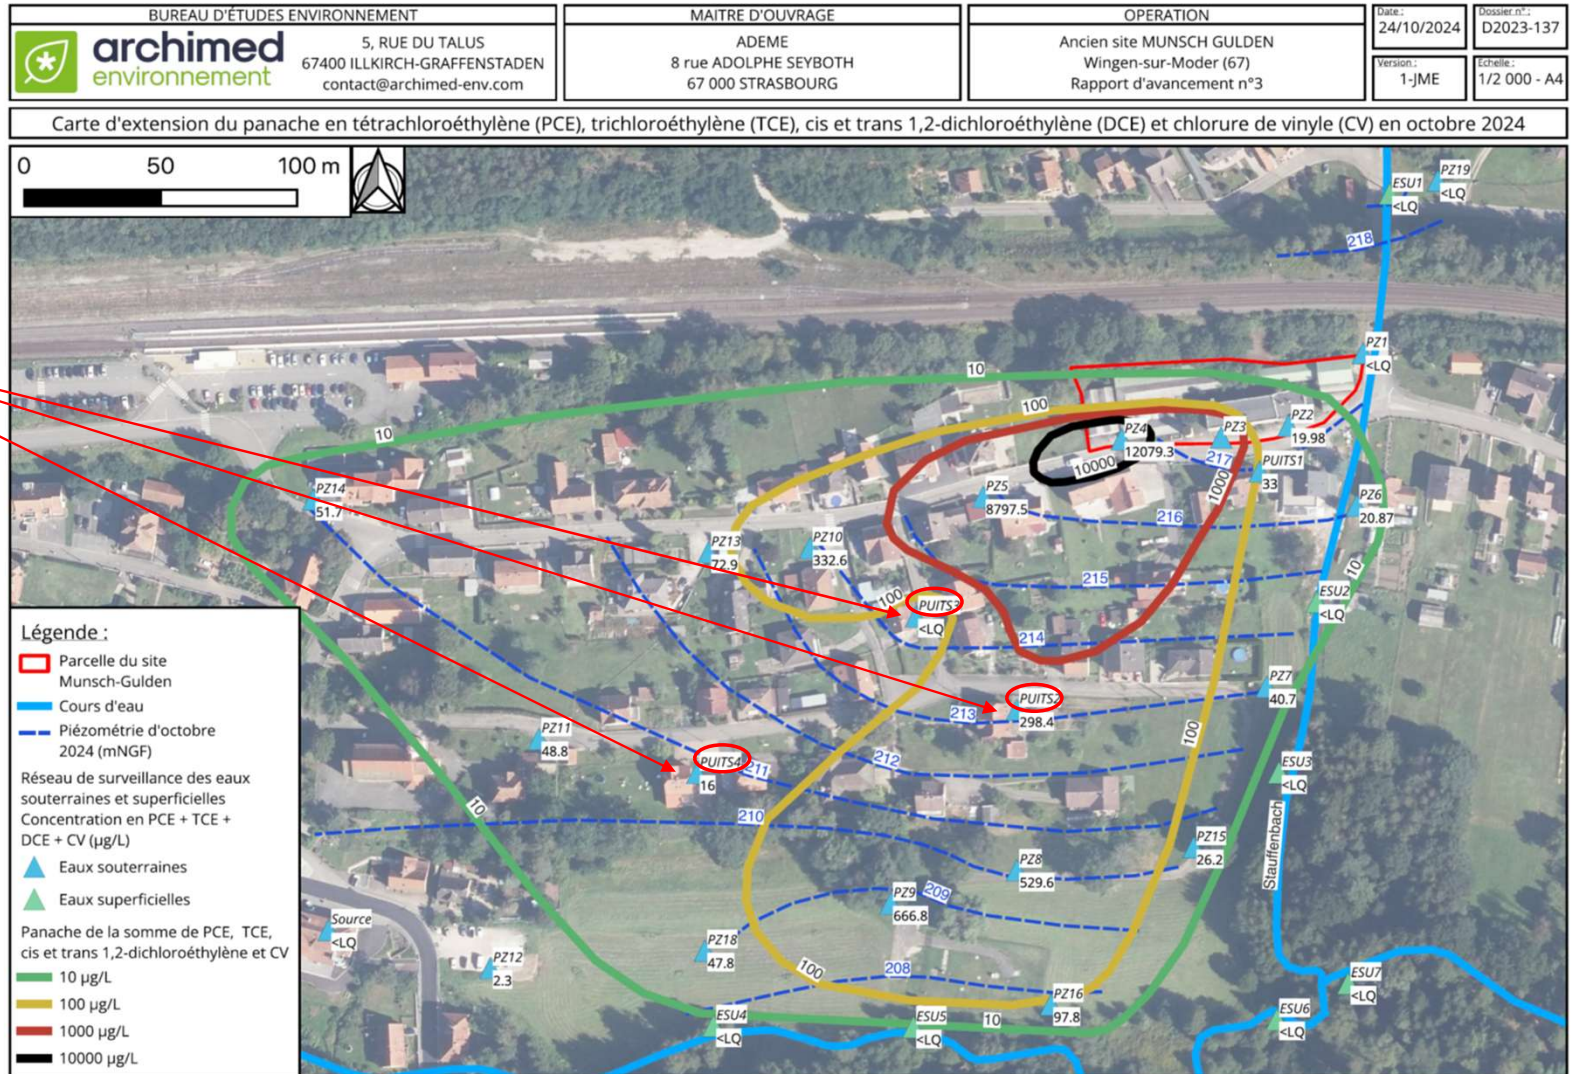 BUREAU D'ÉTUDES ENVIRONNEMENT
archimed
environnement
5, RUE DU TALUS
67400 ILLKIRCH-GRAFFENSTADEN
contact@archimed-env.com
MAITRE D'OUVRAGE
ADEME
8 rue ADOLPHE SEYBOTH
67 000 STRASBOURG
OPERATION
Ancien site MUNSCH GULDEN
Wingen-sur-Moder (67)
Rapport d'avancement n°3
Date :
24/10/2024
Dossier n° :
D2023-137
Version :
1-JME
Echelle :
1/2 000 - A4
Carte d'extension du panache en tétrachloroéthylène (PCE), trichloroéthylène (TCE), cis et trans 1,2-dichloroéthylène (DCE) et chlorure de vinyle (CV) en octobre 2024
0 50 100 m
PZ19
<LQ
ESU1
<LQ
218
PZ1
<LQ
10
100
PZ4
12079.3
PZ3
PZ2
19.98
10
217
10000
1000
PUITS1
33
PZ14
51.7
PZ5
8797.5
PZ6
20.87
216
PZ13
72.9
PZ10
332.6
215
10
ESU2
<LQ
100
PUITS3
<LQ
214
PZ7
40.7
PUITS2
298.4
213
PZ11
48.8
100
212
PUITS4
16
211
ESU3
<LQ
10
210
Stauffenbach
PZ15
26.2
PZ8
529.6
209
PZ9
666.8
Source
<LQ
PZ18
47.8
PZ12
2.3
100
208
ESU7
<LQ
PZ16
97.8
ESU4
<LQ
ESU5
<LQ
10
ESU6
<LQ
Légende :
Parcelle du site
Munsch-Gulden
Cours d'eau
Piézométrie d'octobre
2024 (mNGF)
Réseau de surveillance des eaux
souterraines et superficielles
Concentration en PCE + TCE +
DCE + CV (µg/L)
Eaux souterraines
Eaux superficielles
Panache de la somme de PCE, TCE,
cis et trans 1,2-dichloroéthylène et CV
10 µg/L
100 µg/L
1000 µg/L
10000 µg/L